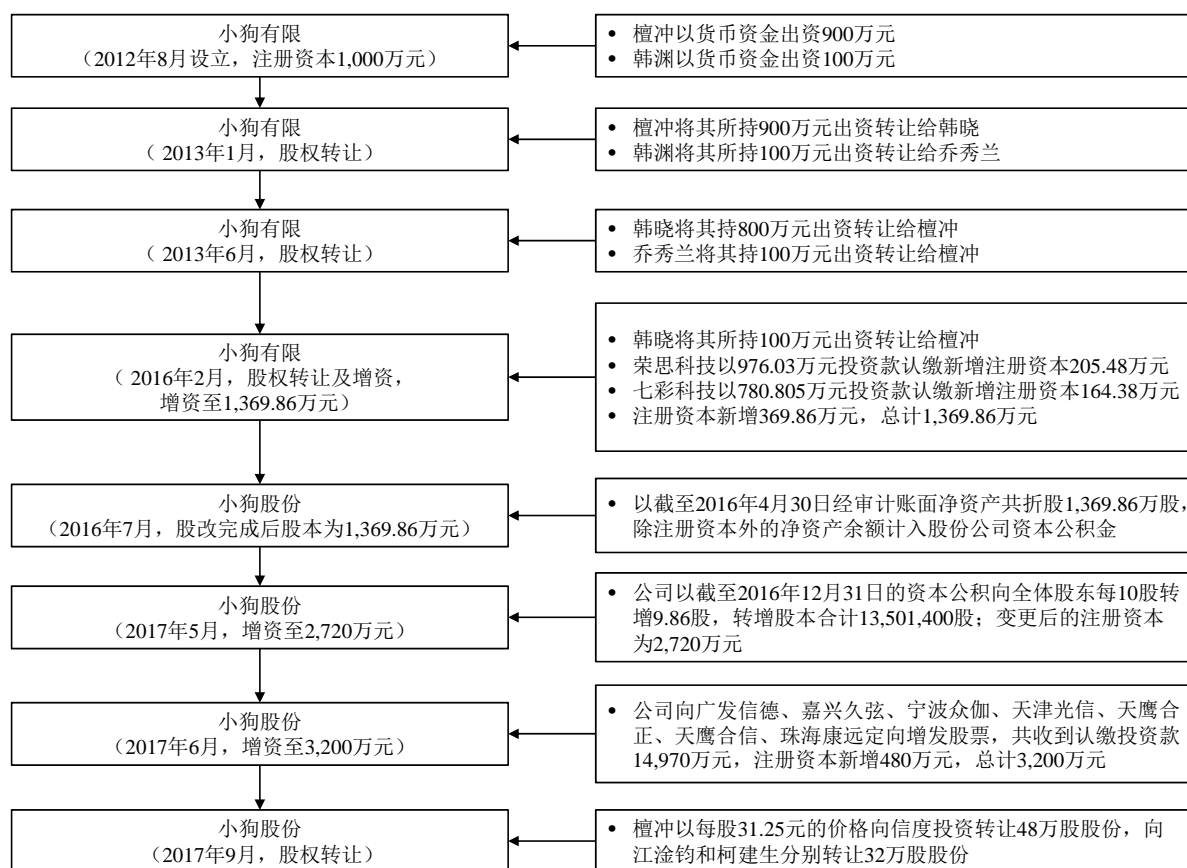 小狗有限
（2012年8月设立，注册资本1,000万元）
• 檀冲以货币资金出资900万元
• 韩渊以货币资金出资100万元
小狗有限
（ 2013年1月，股权转让）
• 檀冲将其所持900万元出资转让给韩晓
• 韩渊将其所持100万元出资转让给乔秀兰
小狗有限
（ 2013年6月，股权转让）
• 韩晓将其持800万元出资转让给檀冲
• 乔秀兰将其持100万元出资转让给檀冲
小狗有限
（ 2016年2月，股权转让及增资，
增资至1,369.86万元）
• 韩晓将其所持100万元出资转让给檀冲
• 荣思科技以976.03万元投资款认缴新增注册资本205.48万元
• 七彩科技以780.805万元投资款认缴新增注册资本164.38万元
• 注册资本新增369.86万元，总计1,369.86万元
小狗股份
（2016年7月，股改完成后股本为1,369.86万元）
• 以截至2016年4月30日经审计账面净资产共折股1,369.86万股，
除注册资本外的净资产余额计入股份公司资本公积金
小狗股份
（2017年5月，增资至2,720万元）
• 公司以截至2016年12月31日的资本公积向全体股东每10股转
增9.86股，转增股本合计13,501,400股；变更后的注册资本
为2,720万元
小狗股份
（2017年6月，增资至3,200万元）
• 公司向广发信德、嘉兴久弦、宁波众伽、天津光信、天鹰合
正、天鹰合信、珠海康远定向增发股票，共收到认缴投资款
14,970万元，注册资本新增480万元，总计3,200万元
小狗股份
（2017年9月，股权转让）
• 檀冲以每股31.25元的价格向信度投资转让48万股股份，向
江淦钧和柯建生分别转让32万股股份